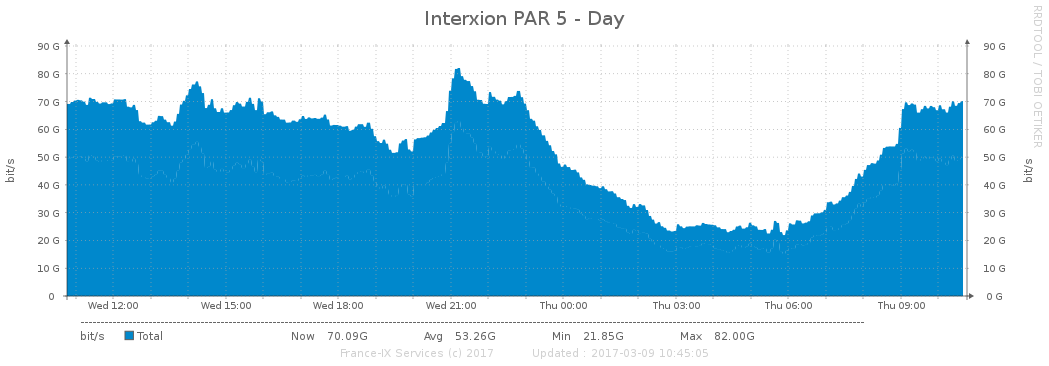 Interxion PAR 5 - Day
RRDTOOL / TOBI OETIKER
90 G 90 G
80 G 80 G
70 G 70 G
60 G 60 G
50 G 50 G
40 G 40 G
30 G 30 G
20 G 20 G
10 G 10 G
0 0 G
bit/s bit/s
Wed 12:00 Wed 15:00 Wed 18:00 Wed 21:00 Thu 00:00 Thu 03:00 Thu 06:00 Thu 09:00
bit/s Total Now 70.09G Avg 53.26G Min 21.85G Max 82.00G
France-IX Services (c) 2017 Updated : 2017-03-09 10:45:05